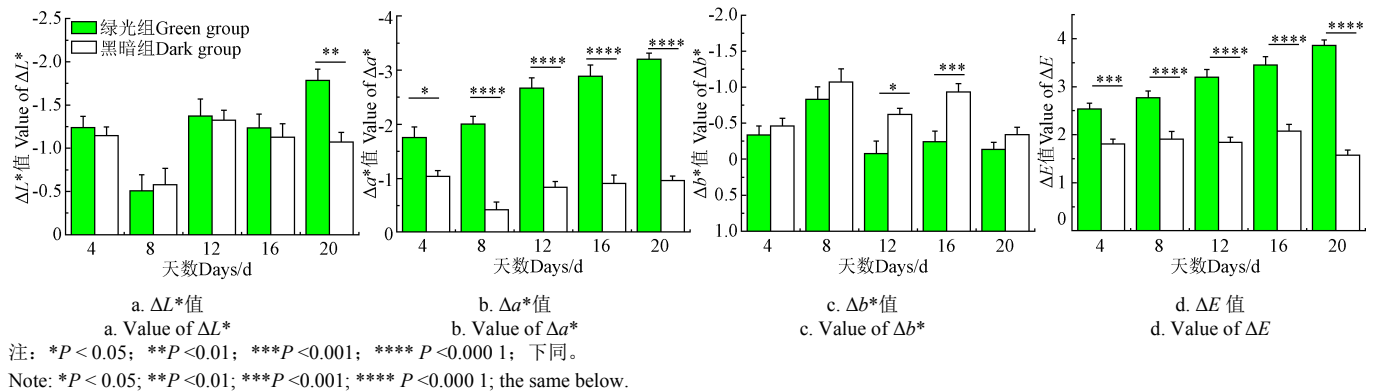 -2.5
-2.0
-1.5
-1.0
-0.5
0
ΔL*值 Value of ΔL*
绿光组Green group
黑暗组Dark group
**
4 8 12 16 20
天数Days/d
a. ΔL*值
a. Value of ΔL*
-4
-3
-2
-1
0
Δa*值 Value of Δa*
* **** **** **** ****
4 8 12 16 20
天数Days/d
b. Δa*值
b. Value of Δa*
-2.0
-1.5
-1.0
-0.5
0
0.5
1.0
Δb*值 Value of Δb*
* ***
4 8 12 16 20
天数Days/d
c. Δb*值
c. Value of Δb*
4
3
2
1
0
ΔE值 Value of ΔE
*** **** **** **** ****
4 8 12 16 20
天数Days/d
d. ΔE 值
d. Value of ΔE
注：*P < 0.05；**P <0.01；***P <0.001；**** P <0.000 1；下同。
Note: *P < 0.05; **P <0.01; ***P <0.001; **** P <0.000 1; the same below.